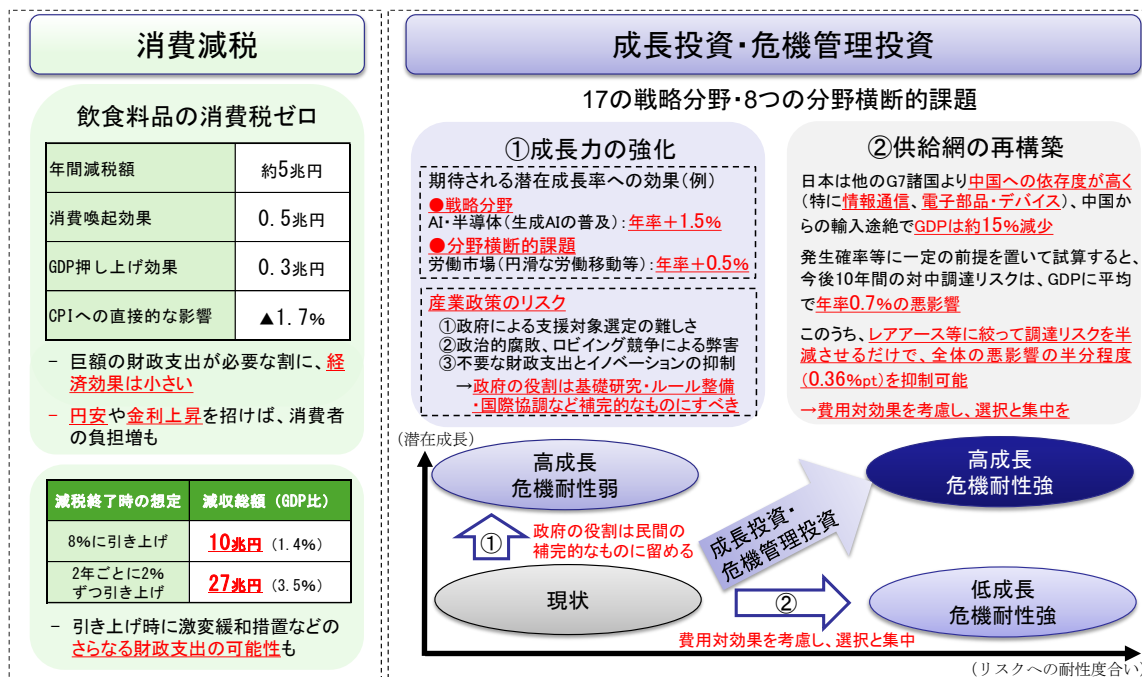 消費減税
飲食料品の消費税ゼロ
年間減税額 約5兆円
消費喚起効果 0.5兆円
GDP押し上げ効果 0.3兆円
CPIへの直接的な影響 ▲1.7%
− 巨額の財政支出が必要な割に、経
済効果は小さい
− 円安や金利上昇を招けば、消費者
の負担増も
減税終了時の想定 減収総額（GDP比）
8%に引き上げ 10兆円（1.4%）
2年ごとに2%
ずつ引き上げ 27兆円（3.5%）
− 引き上げ時に激変緩和措置などの
さらなる財政支出の可能性も
成長投資・危機管理投資
17の戦略分野・8つの分野横断的課題
①成長力の強化
期待される潜在成長率への効果（例）
●戦略分野
AI・半導体（生成AIの普及）：年率＋1.5%
●分野横断的課題
労働市場（円滑な労働移動等）：年率＋0.5%
産業政策のリスク
①政府による支援対象選定の難しさ
②政治的腐敗、ロビイング競争による弊害
③不要な財政支出とイノベーションの抑制
→政府の役割は基礎研究・ルール整備
・国際協調など補完的なものにすべき
②供給網の再構築
日本は他のG7諸国より中国への依存度が高く
（特に情報通信、電子部品・デバイス）、中国か
らの輸入途絶でGDPは約15%減少
発生確率等に一定の前提を置いて試算すると、
今後10年間の対中調達リスクは、GDPに平均
で年率0.7%の悪影響
このうち、レアアース等に絞って調達リスクを半
減させるだけで、全体の悪影響の半分程度
（0.36%pt）を抑制可能
→費用対効果を考慮し、選択と集中を
（潜在成長）
高成長
危機耐性弱
高成長
危機耐性強
①
政府の役割は民間の
補完的なものに留める
成長投資・
危機管理投資
現状
②
低成長
危機耐性強
費用対効果を考慮し、選択と集中
（リスクへの耐性度合い）